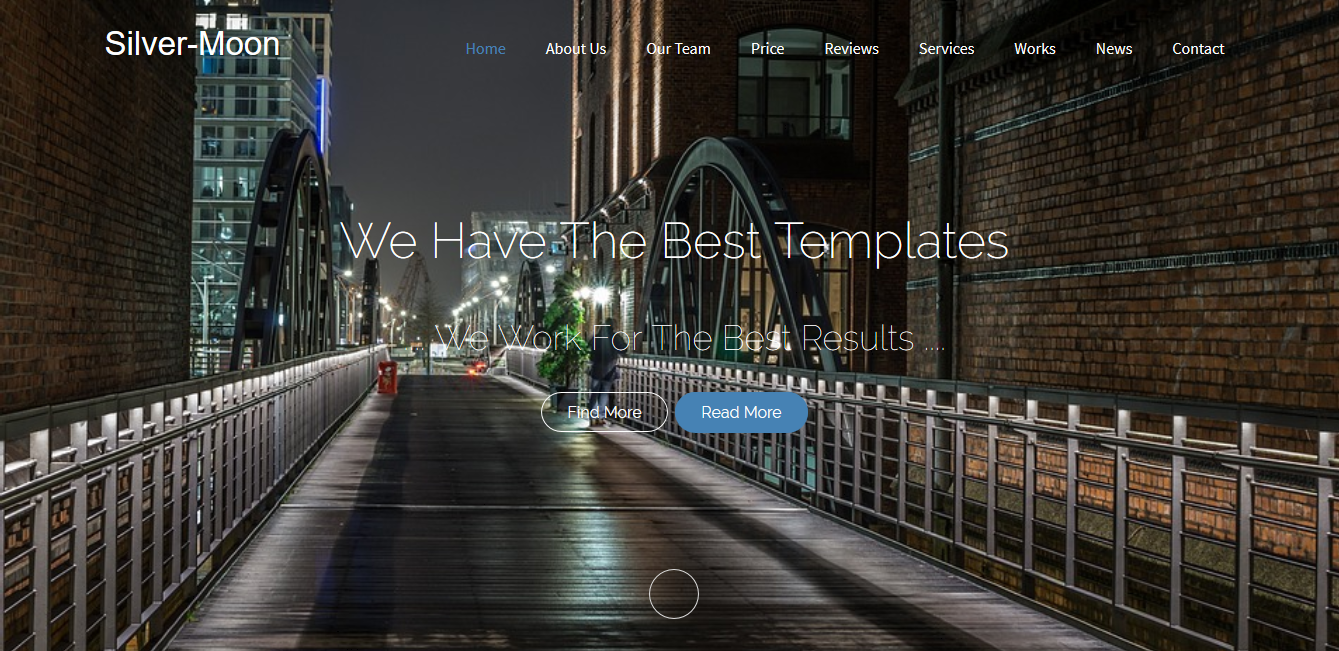 Silver-Moon
Home About Us Our Team Price Reviews Services Works News Contact
We Have The Best Templates
... We Work For The Best Results ....
Find More Read More